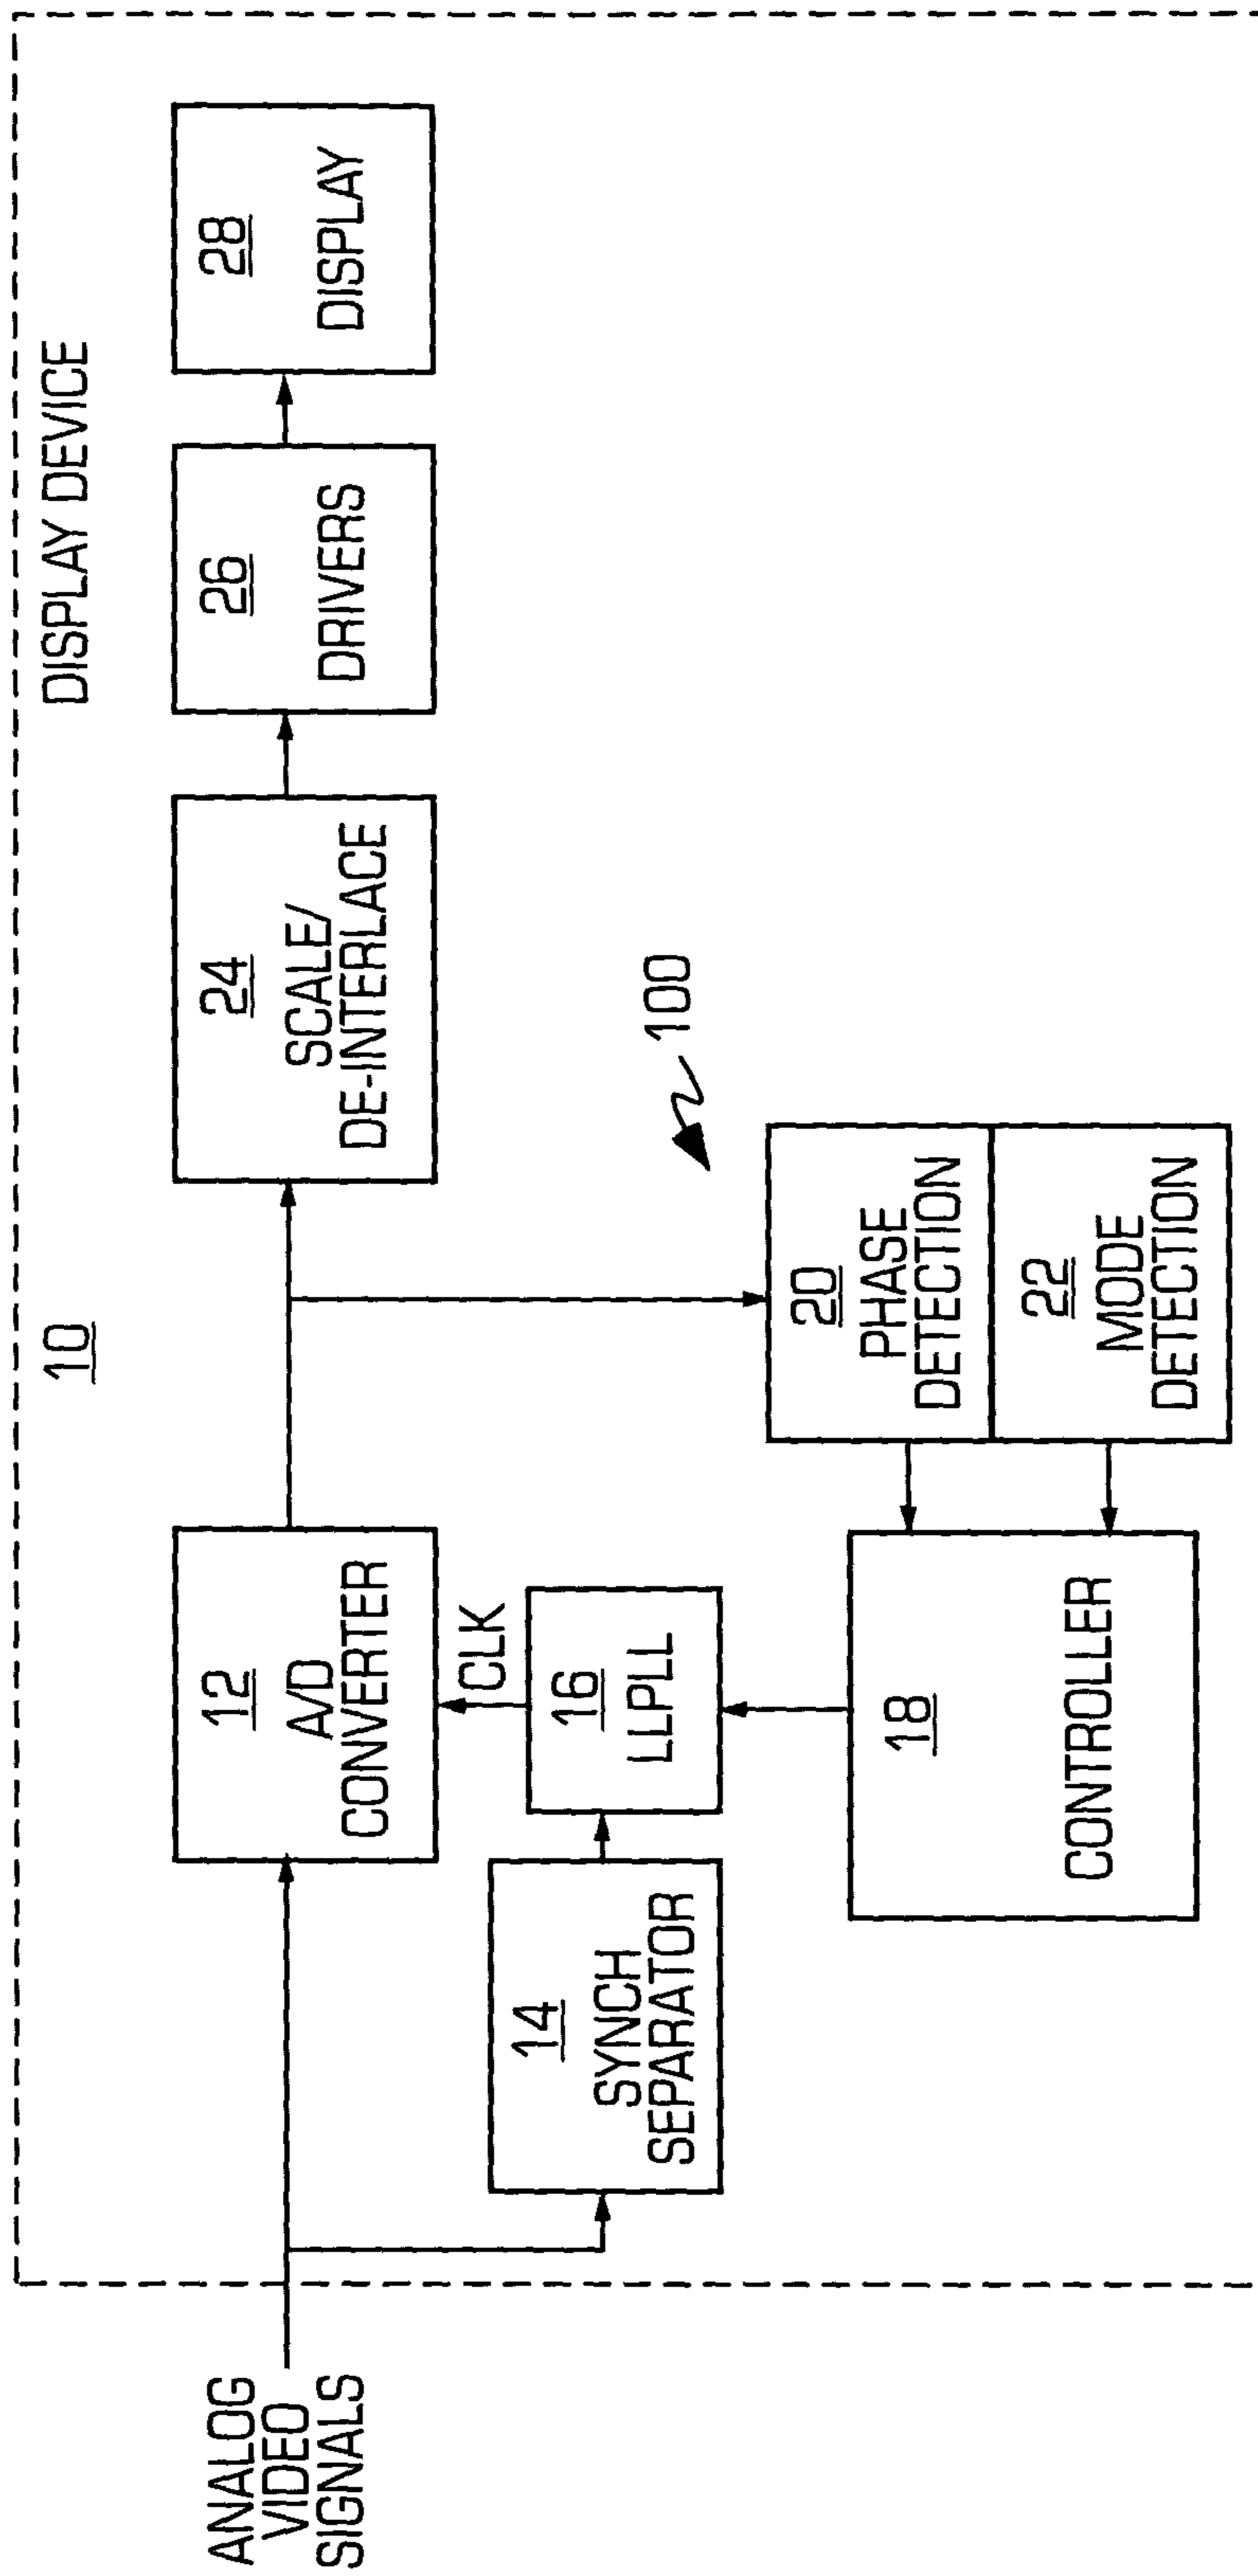 10
DISPLAY DEVICE
ANALOG
VIDEO
SIGNALS
12
A/D
CONVERTER
24
SCALE/
DE-INTERLACE
26
DRIVERS
28
DISPLAY
CLK
14
SYNCH
SEPARATOR
16
LLPLL
100
18
CONTROLLER
20
PHASE
DETECTION
22
MODE
DETECTION